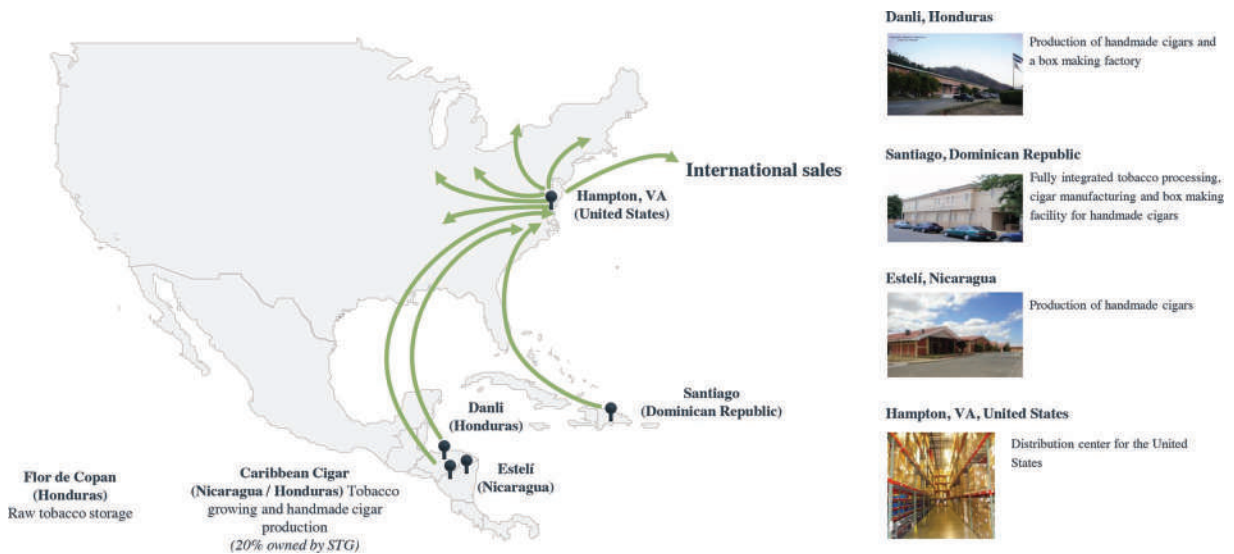 International sales
Hampton, VA
(United States)
Santiago
(Dominican Republic)
Danli
(Honduras)
Estelí
(Nicaragua)
Flor de Copan
(Honduras)
Raw tobacco storage
Caribbean Cigar
(Nicaragua / Honduras) Tobacco
growing and handmade cigar
production
(20% owned by STG)
Danli, Honduras
Production of handmade cigars and
a box making factory
Santiago, Dominican Republic
Fully integrated tobacco processing,
cigar manufacturing and box making
facility for handmade cigars
Estelí, Nicaragua
Production of handmade cigars
Hampton, VA, United States
Distribution center for the United
States